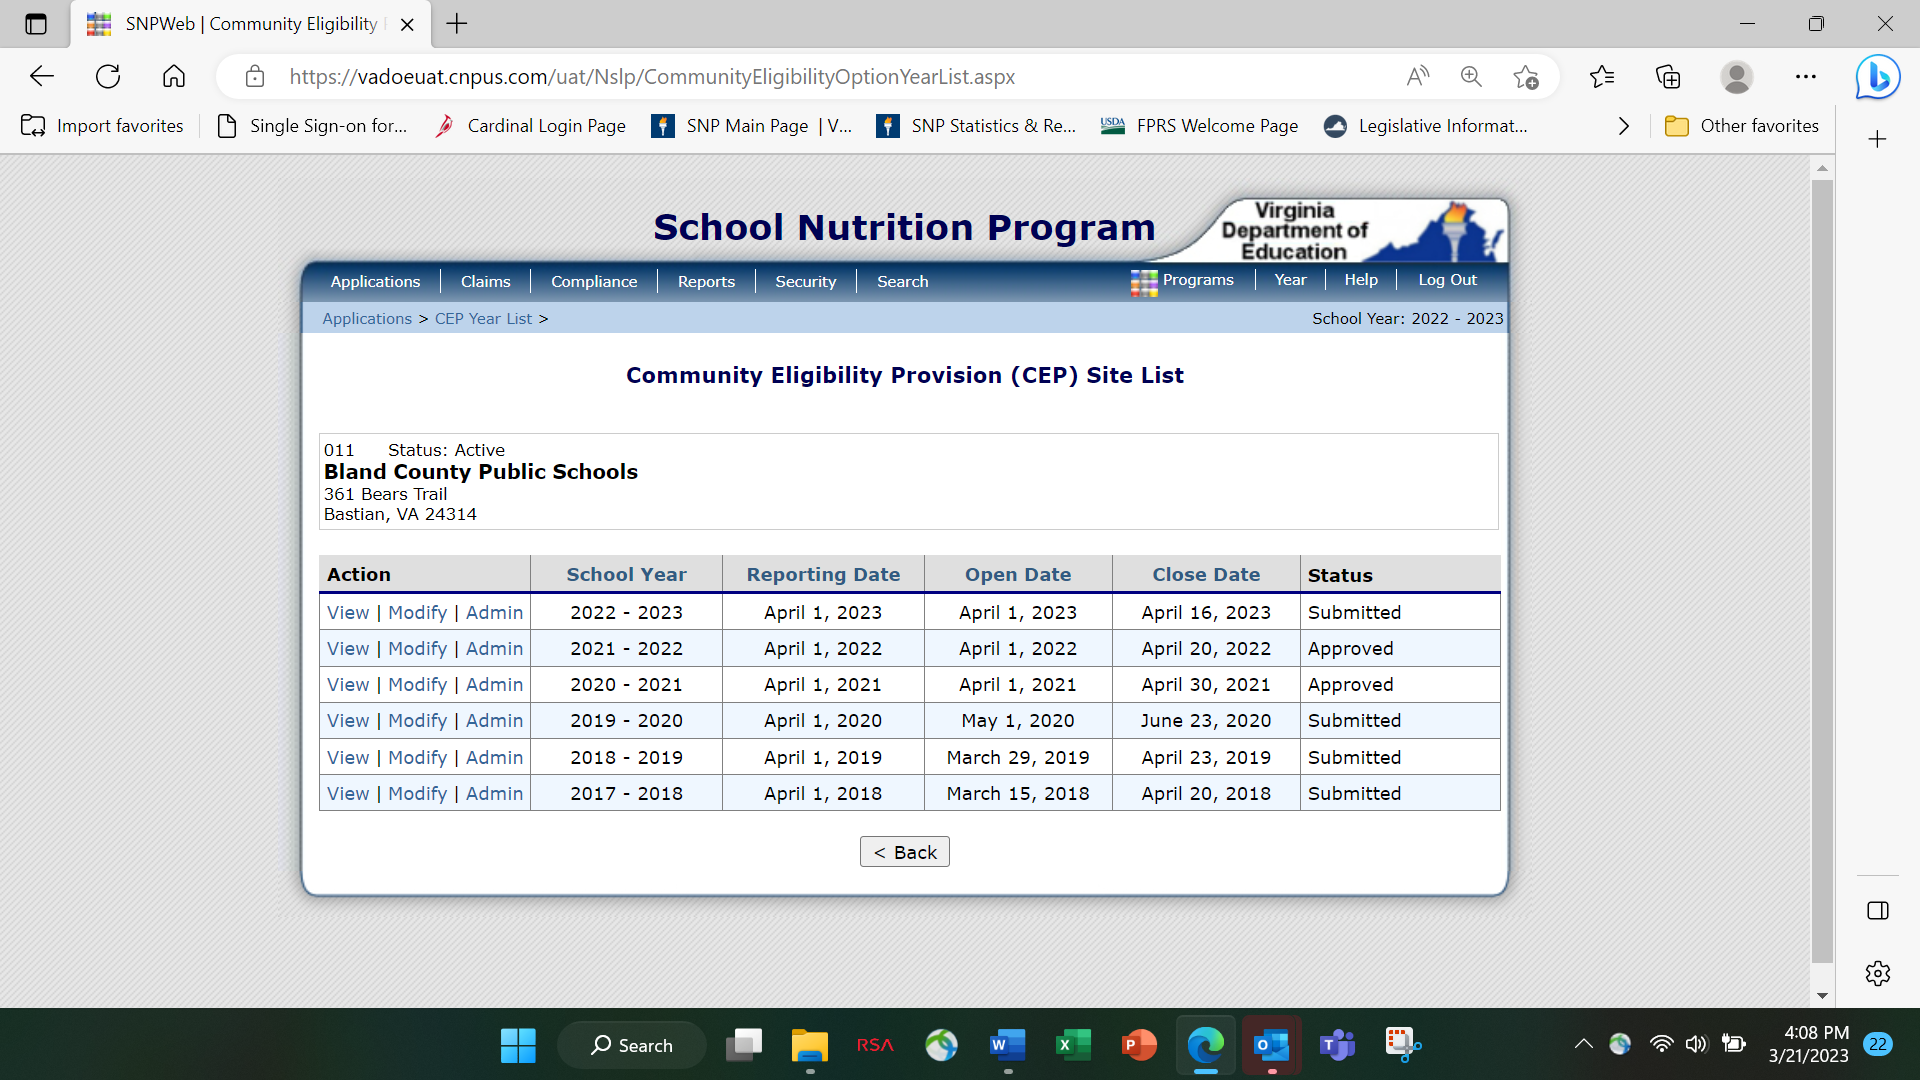 SNPWeb | Community Eligibility
https://vadoeuat.cnpus.com/uat/Nslp/CommunityEligibilityOptionYearList.aspx
Import favorites Single Sign-on for... Cardinal Login Page SNP Main Page | V... SNP Statistics & Re... USDA FPRS Welcome Page Legislative Informat... Other favorites
School Nutrition Program
Virginia
Department of
Education
Applications Claims Compliance Reports Security Search Programs Year Help Log Out
Applications > CEP Year List > School Year: 2022 - 2023
Community Eligibility Provision (CEP) Site List
011 Status: Active
Bland County Public Schools
361 Bears Trail
Bastian, VA 24314
Action School Year Reporting Date Open Date Close Date Status
View | Modify | Admin 2022 - 2023 April 1, 2023 April 1, 2023 April 16, 2023 Submitted
View | Modify | Admin 2021 - 2022 April 1, 2022 April 1, 2022 April 20, 2022 Approved
View | Modify | Admin 2020 - 2021 April 1, 2021 April 1, 2021 April 30, 2021 Approved
View | Modify | Admin 2019 - 2020 April 1, 2020 May 1, 2020 June 23, 2020 Submitted
View | Modify | Admin 2018 - 2019 April 1, 2019 March 29, 2019 April 23, 2019 Submitted
View | Modify | Admin 2017 - 2018 April 1, 2018 March 15, 2018 April 20, 2018 Submitted
< Back
Search RSA 4:08 PM 22
3/21/2023